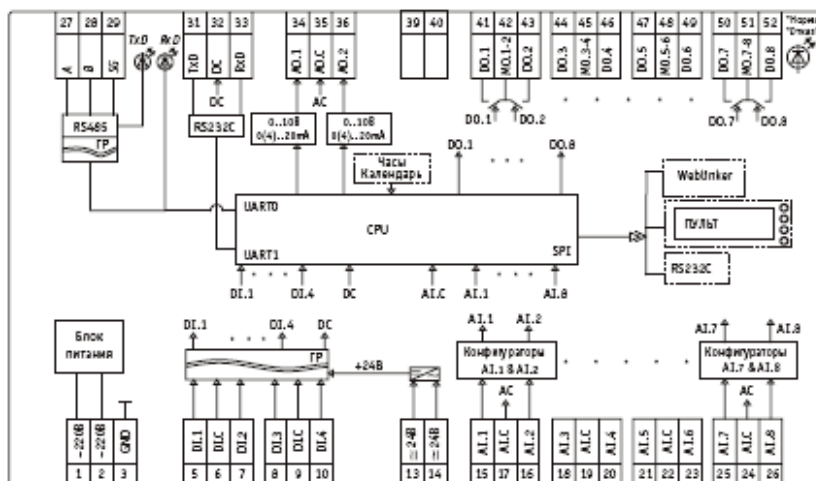 27 28 29 TxD RxD 31 32 33 34 35 36 39 40 41 42 43 44 45 46 47 48 49 50 51 52 "Норма"
A B SG TxD DC RxD AO.1 AO.C AO.2 DO.1 MO.1-2 DO.2 DO.3 MO.3-4 DO.4 DO.5 MO.5-6 DO.6 DO.7 MO.7-8 DO.8
DC AC
RS485 RS232C 0..10В 0..10В DO.1 DO.2 DO.7 DO.8
0(4)..20mA 0(4)..20mA
ГР
Часы
Календарь
DO.1 DO.8
Weblinker
UART0
CPU
ПУЛЬТ
UART1 SPI
RS232C
DI.1 DI.4 DC AI.C AI.1 AI.8
DI.1 DI.4 DC AI.1 AI.2 AI.7 AI.8
Блок
питания
ГР
+24В
Конфигураторы
AI.1 & AI.2
Конфигураторы
AI.7 & AI.8
AC AC
~220В ~220В GND DI.1 DI.C DI.2 DI.3 DI.C DI.4 ≅24В ≅24В AI.1 AI.C AI.2 AI.3 AI.C AI.4 AI.5 AI.C AI.6 AI.7 AI.C AI.8
1 2 3 5 6 7 8 9 10 13 14 15 17 16 18 19 20 21 22 23 25 24 26